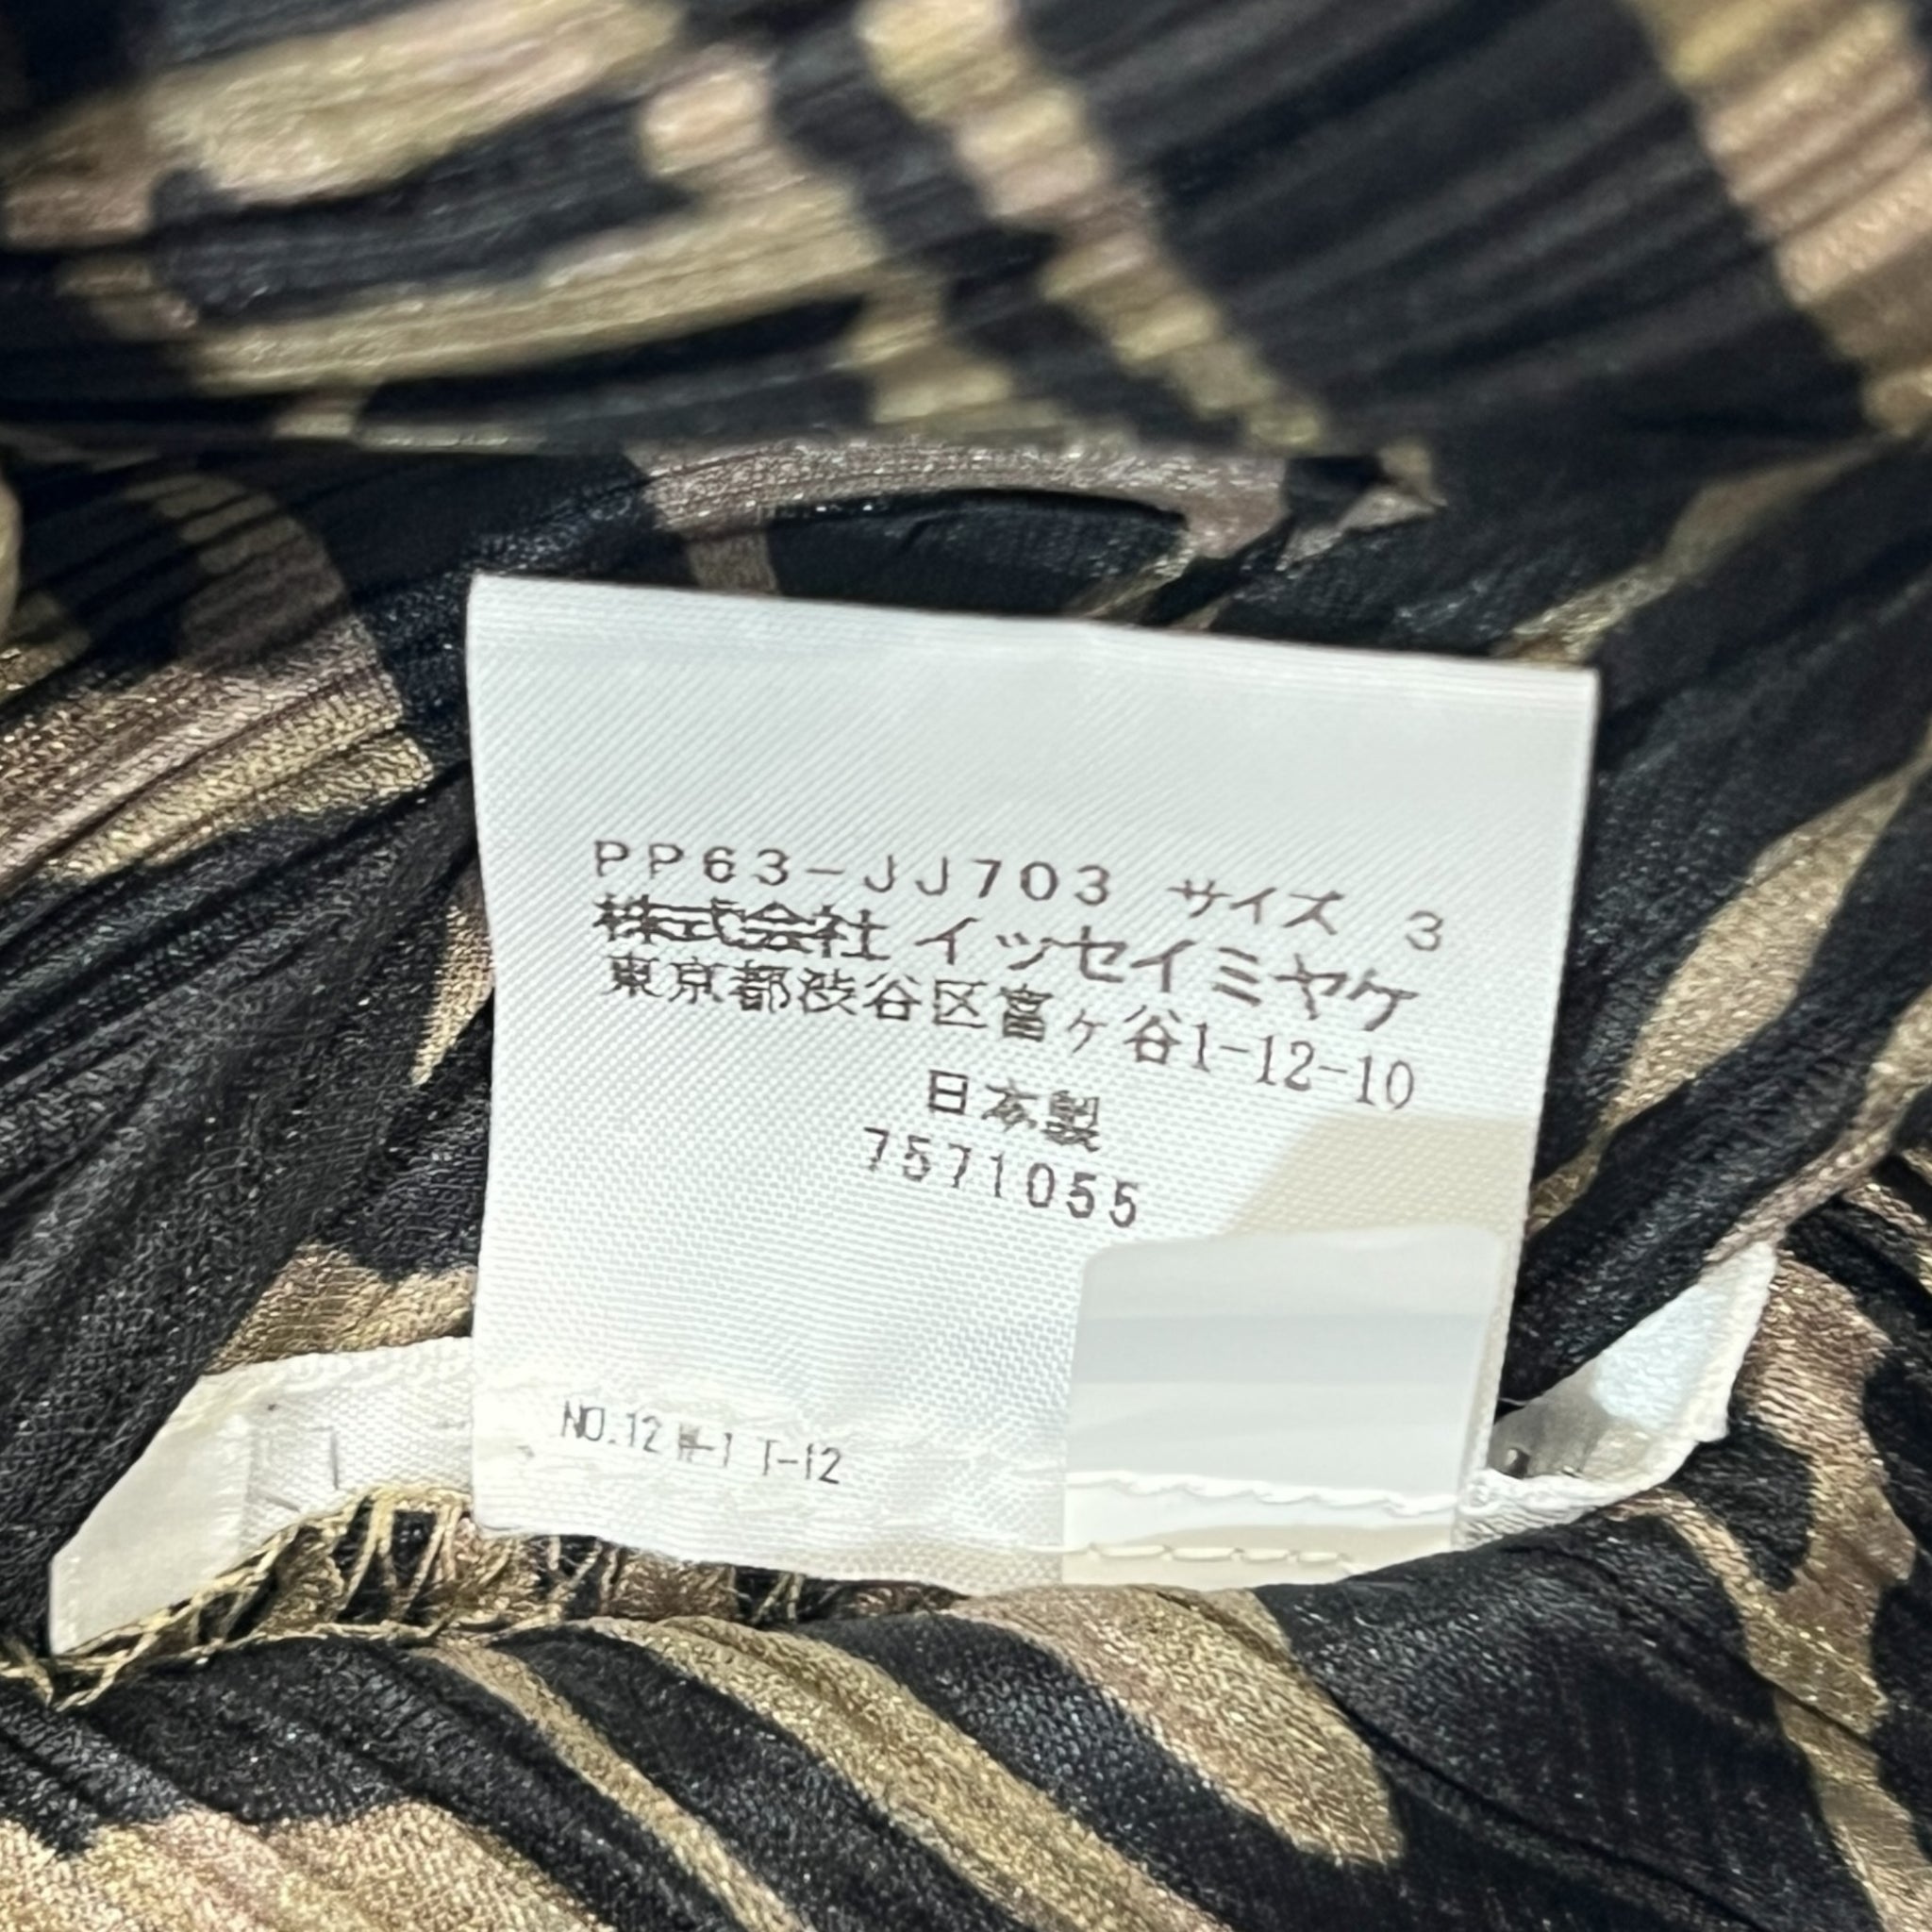 PP63-JJ703 サイズ 3
株式会社 イッセイミヤケ
東京都渋谷区富ヶ谷1-12-10
日本製
7571055
NO.12 T-12